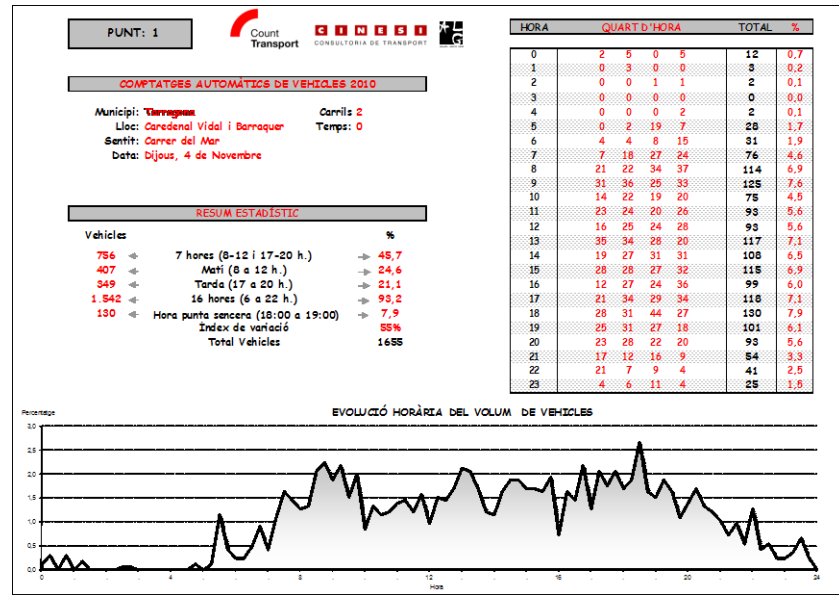 PUNT: 1
Count
Transport
CINESI
CONSULTORIA DE TRANSPORT
COMPTATGES AUTOMÀTICS DE VEHICLES 2010
Municipi: Tarragona
Carrils 2
Lloc: Caredenal Vidal i Barraquer
Temps: 0
Sentit: Carrer del Mar
Data: Dijous, 4 de Novembre
RESUM ESTADÍSTIC
Vehicles %
756 7 hores (8-12 i 17-20 h.) 45,7
407 Matí (8 a 12 h.) 24,6
349 Tarda (17 a 20 h.) 21,1
1.542 16 hores (6 a 22 h.) 93,2
130 Hora punta sencera (18:00 a 19:00) 7,9
Índex de variació 55%
Total Vehicles 1655
HORA QUART D'HORA TOTAL %
0 2 5 0 5 12 0,7
1 0 3 0 0 3 0,2
2 0 0 1 1 2 0,1
3 0 0 0 0 0 0,0
4 0 0 0 2 2 0,1
5 0 2 19 7 28 1,7
6 4 4 8 15 31 1,9
7 7 18 27 24 76 4,6
8 21 22 34 37 114 6,9
9 31 36 25 33 125 7,6
10 14 22 19 20 75 4,5
11 23 24 20 26 93 5,6
12 16 25 24 28 93 5,6
13 35 34 28 20 117 7,1
14 19 27 31 31 108 6,5
15 28 28 27 32 115 6,9
16 12 27 24 36 99 6,0
17 21 34 29 34 118 7,1
18 28 31 44 27 130 7,9
19 25 31 27 18 101 6,1
20 23 28 22 20 93 5,6
21 17 12 16 9 54 3,3
22 21 7 9 4 41 2,5
23 4 6 11 4 25 1,5
EVOLUCIÓ HORÀRIA DEL VOLUM DE VEHICLES
Percentatge
3,0
2,5
2,0
1,5
1,0
0,5
0,0
0 4 8 12 16 20 24
Hora